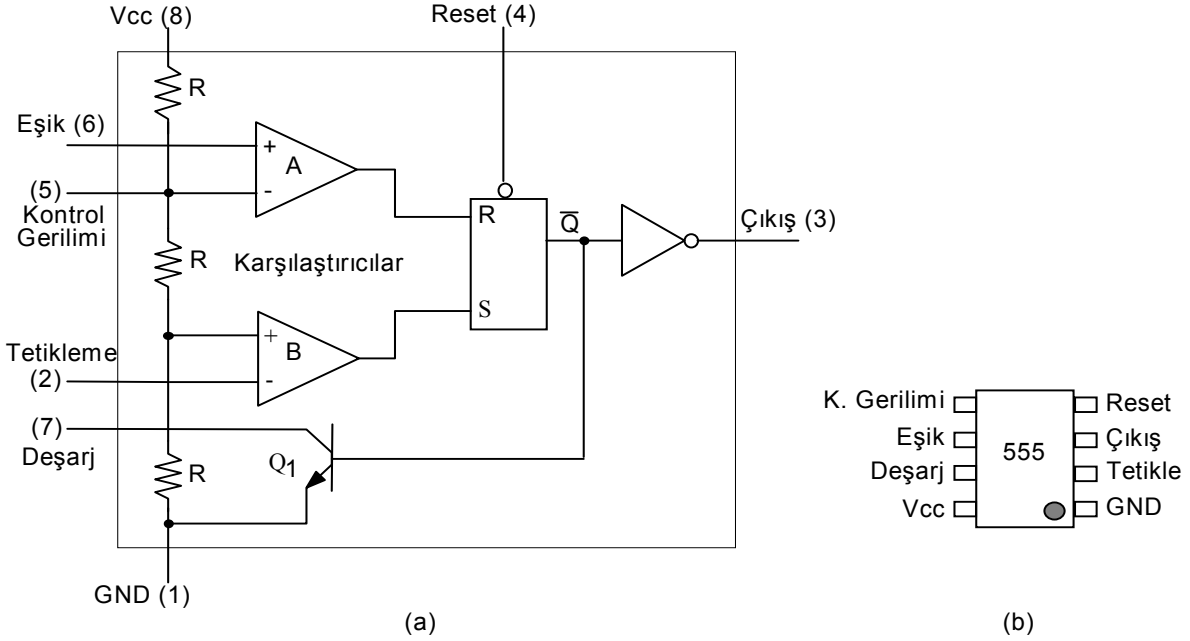 Vcc (8)
Reset (4)
R
Eşik (6)
+
A
(5)
-
Kontrol
Gerilimi
R
Q̅
Çıkış (3)
R
Karşılaştırıcılar
S
+
B
Tetikleme
(2)
-
(7)
Deşarj
Q1
R
GND (1)
(a)
K. Gerilimi
Reset
Eşik
555
Çıkış
Deşarj
Tetikle
Vcc
GND
(b)